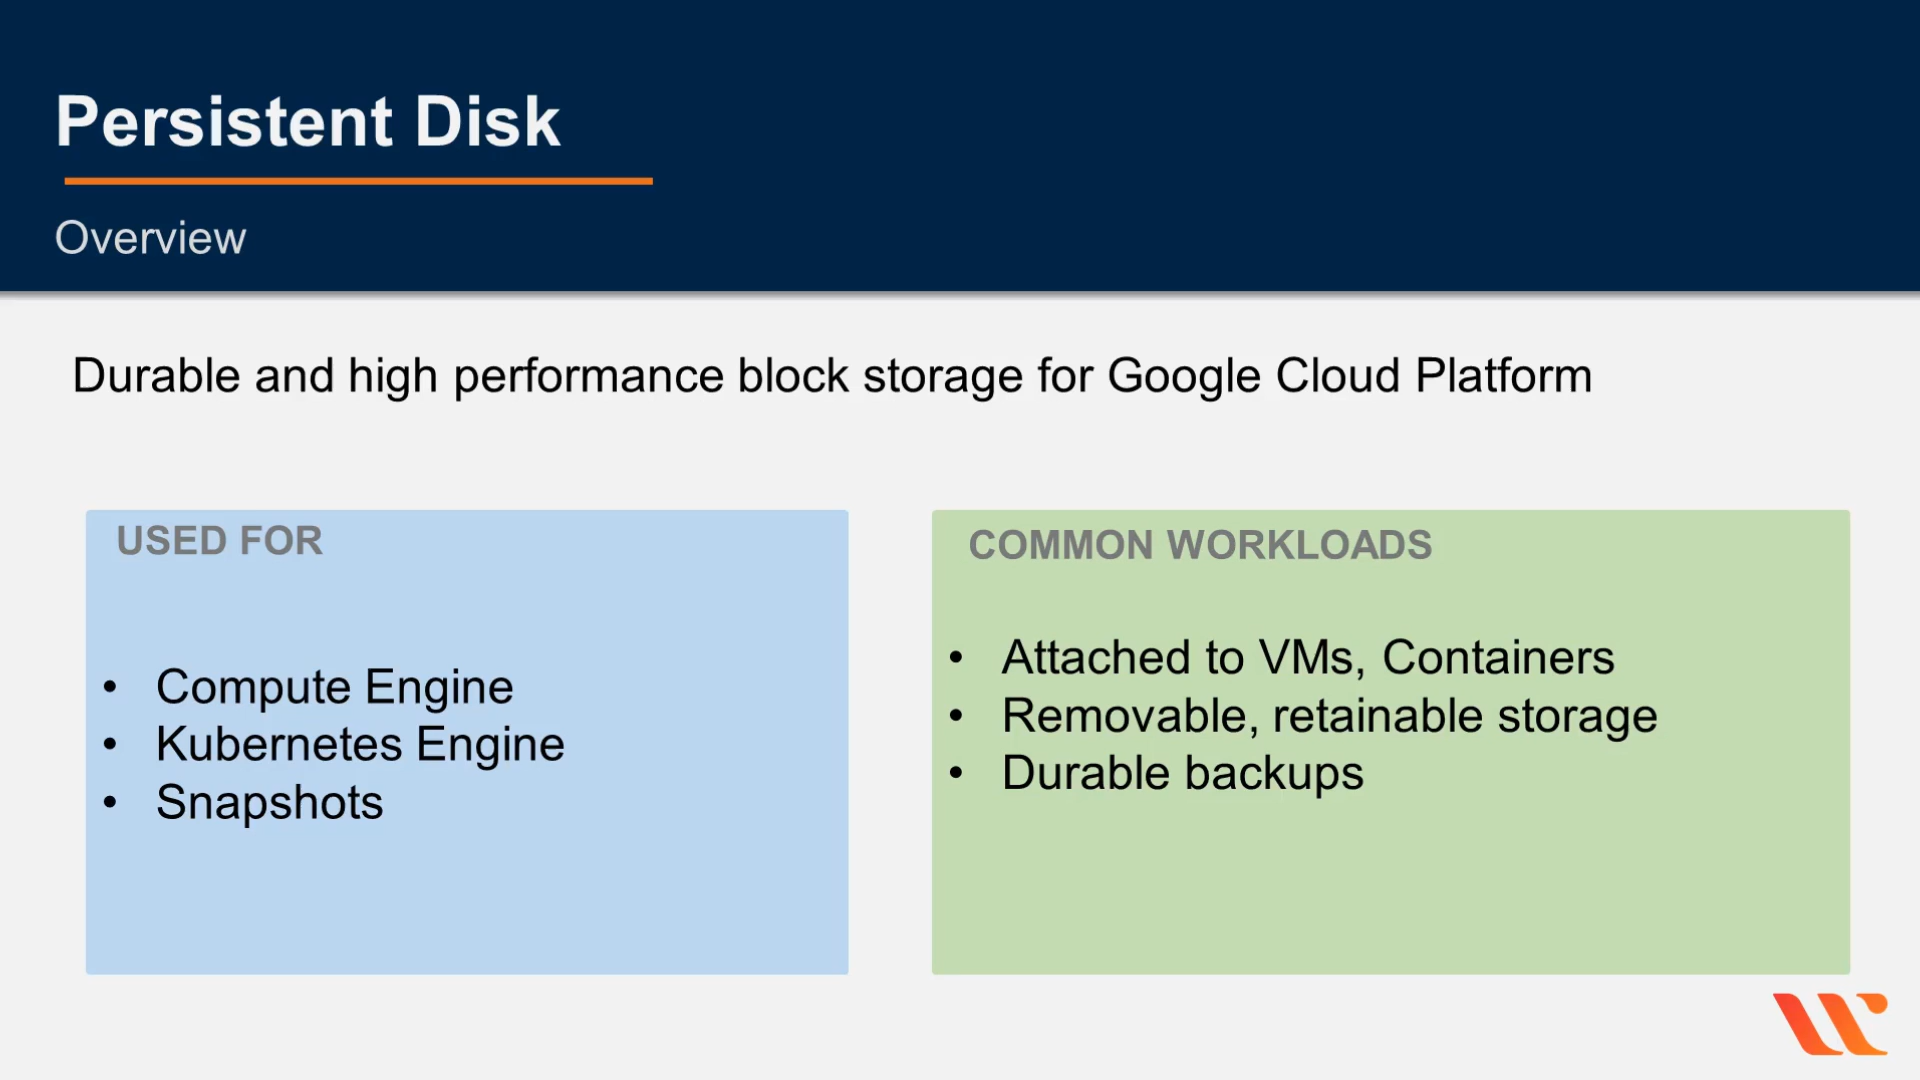 Persistent Disk
Overview
Durable and high performance block storage for Google Cloud Platform
USED FOR
• Compute Engine
• Kubernetes Engine
• Snapshots
COMMON WORKLOADS
• Attached to VMs, Containers
• Removable, retainable storage
• Durable backups